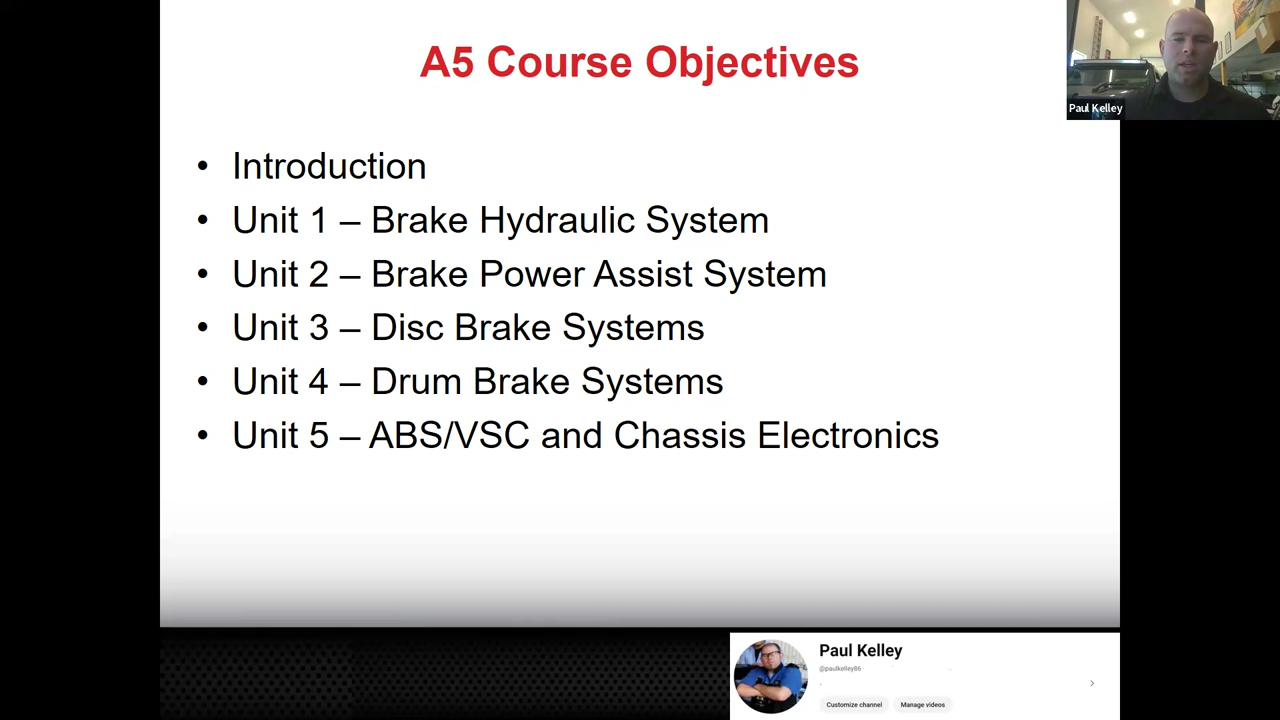 A5 Course Objectives
Paul Kelley
• Introduction
• Unit 1 – Brake Hydraulic System
• Unit 2 – Brake Power Assist System
• Unit 3 – Disc Brake Systems
• Unit 4 – Drum Brake Systems
• Unit 5 – ABS/VSC and Chassis Electronics
Paul Kelley
@paulkelley86
Customize channel Manage videos